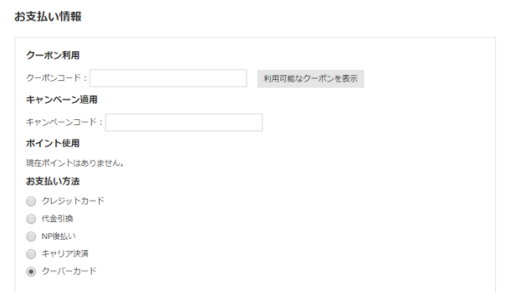 お支払い情報
クーポン利用
クーポンコード：
利用可能なクーポンを表示
キャンペーン適用
キャンペーンコード：
ポイント使用
現在ポイントはありません。
お支払い方法
クレジットカード
代金引換
NP後払い
キャリア決済
クーバーカード